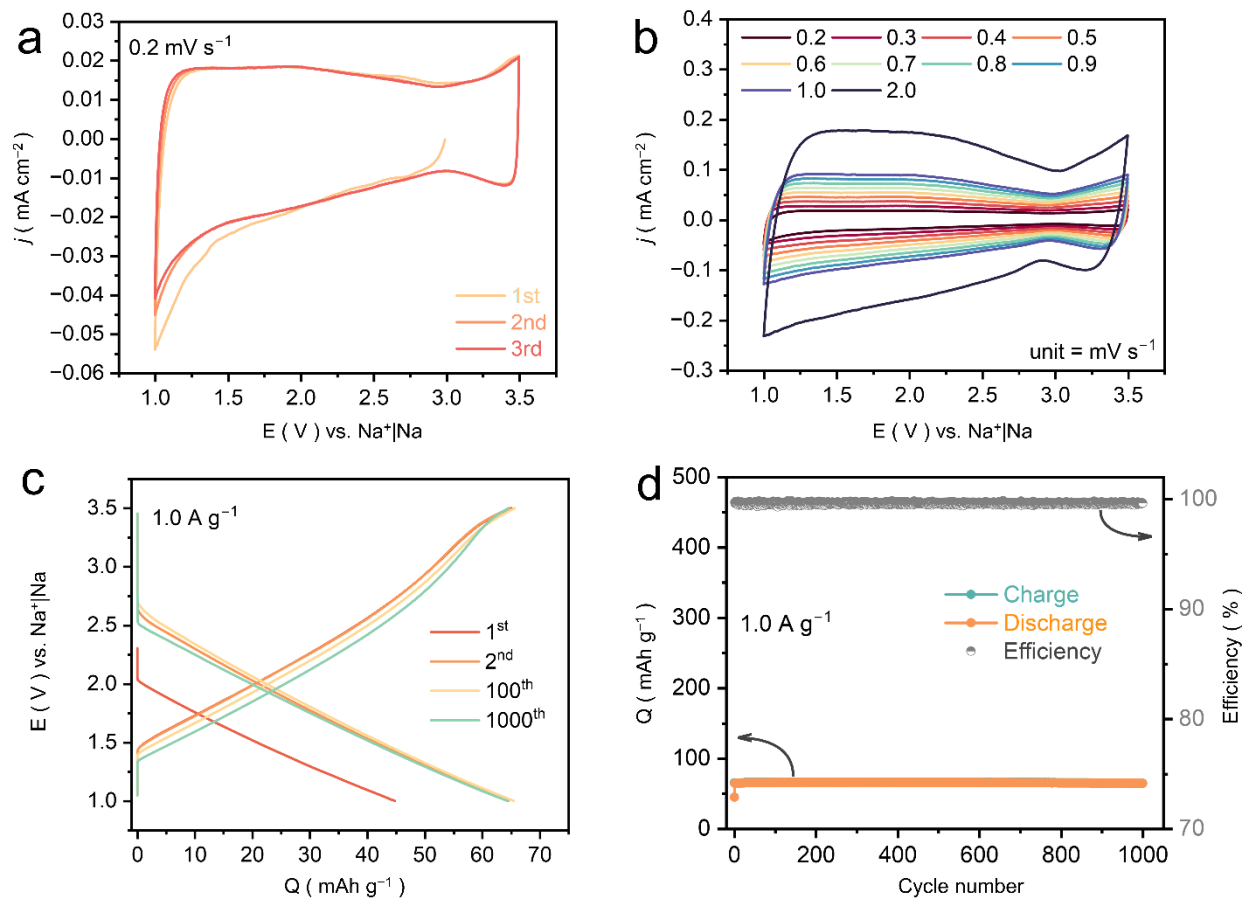 a
0.2 mV s⁻¹
0.03
0.02
0.01
0.00
−0.01
−0.02
−0.03
−0.04
−0.05
−0.06
j ( mA cm⁻²)
1st
2nd
3rd
1.0 1.5 2.0 2.5 3.0 3.5
E ( V ) vs. Na⁺|Na
b
0.4
0.3
0.2
0.1
0.0
−0.1
−0.2
−0.3
j ( mA cm⁻²)
0.2 0.3 0.4 0.5
0.6 0.7 0.8 0.9
1.0 2.0
unit = mV s⁻¹
1.0 1.5 2.0 2.5 3.0 3.5
E ( V ) vs. Na⁺|Na
c
1.0 A g⁻¹
3.5
3.0
2.5
2.0
1.5
1.0
E ( V ) vs. Na⁺|Na
1ˢᵗ
2ⁿᵈ
100ᵗʰ
1000ᵗʰ
0 10 20 30 40 50 60 70
Q ( mAh g⁻¹)
d
500
450
400
350
300
250
200
150
100
50
0
Q ( mAh g⁻¹)
Charge
Discharge
Efficiency
1.0 A g⁻¹
100
90
80
70
Efficiency ( %)
0 200 400 600 800 1000
Cycle number